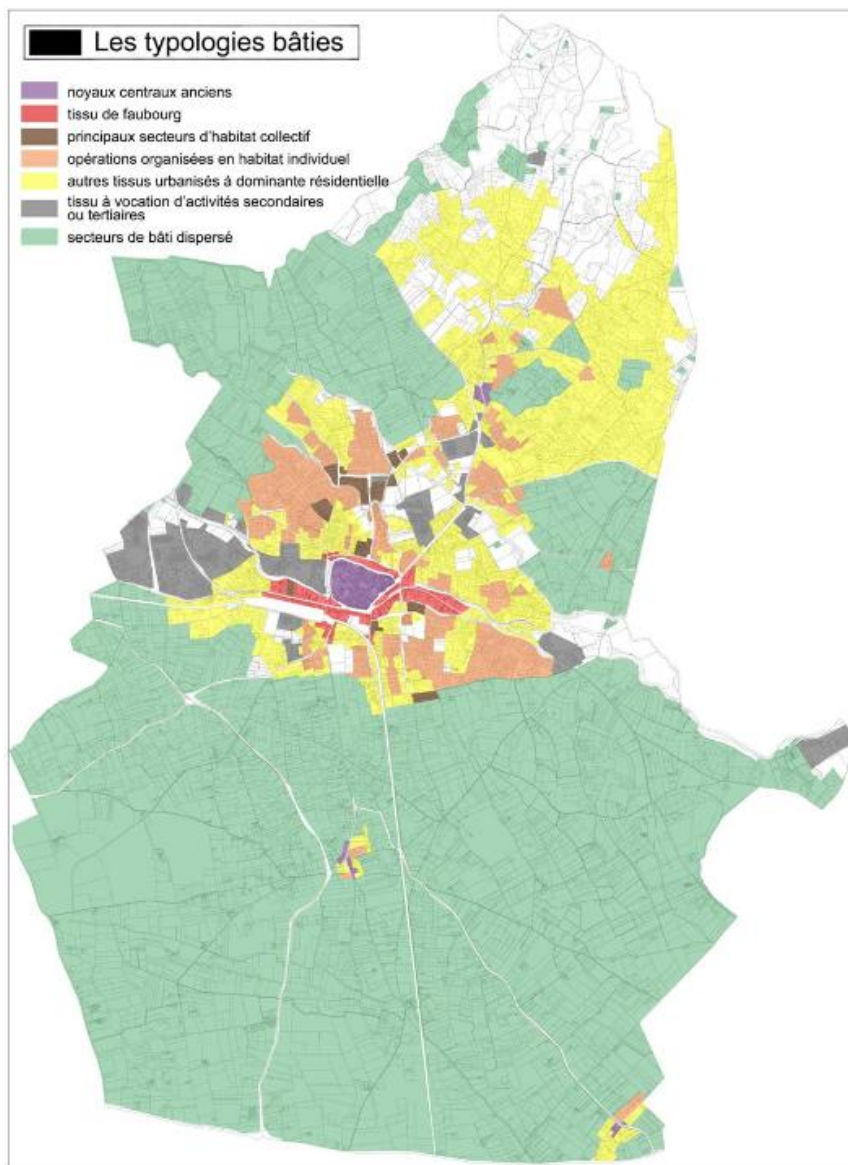 Les typologies bâties
noyaux centraux anciens
tissu de faubourg
principaux secteurs d'habitat collectif
opérations organisées en habitat individuel
autres tissus urbanisés á dominante résidentielle
tissu à vocation d'activités secondaires
ou tertiaires
secteurs de bâti dispersé